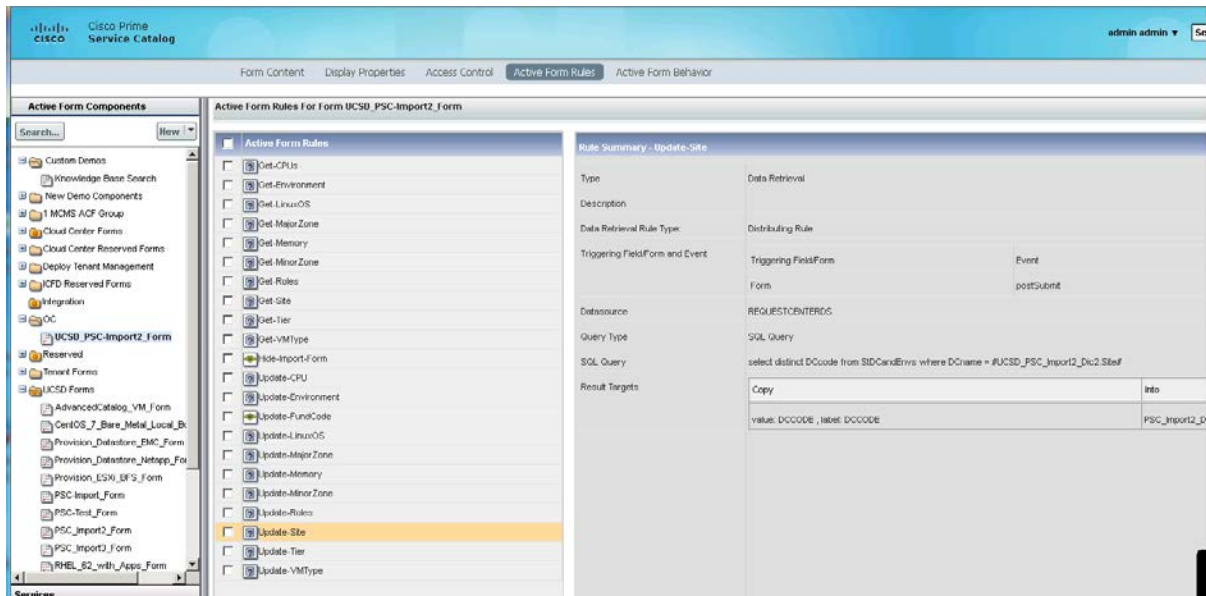 Cisco Prime
cisco Service Catalog
admin admin
Form Content Display Properties Access Control Active Form Rules Active Form Behavior
Active Form Components
Search...
New
Custom Demos
Knowledge Base Search
New Demo Components
1 MCMS ACF Group
Cloud Center Forms
Cloud Center Reserved Forms
Deploy Tenant Management
ICFD Reserved Forms
Integration
OC
UCSD_PSC-Import2_Form
Reserved
Tenant Forms
UCSD Forms
AdvancedCatalog_VM_Form
CentOS_7_Bare_Metal_Local_Bo
Provision_Datastore_EMC_Form
Provision_Datastore_Netapp_For
Provision_ESXi_BFS_Form
PSC-Import_Form
PSC-Test_Form
PSC_Import2_Form
PSC_Import3_Form
RHEL_62_with_Apps_Form
Services
Active Form Rules For Form UCSD_PSC-Import2_Form
Active Form Rules
Get-CPUs
Get-Environment
Get-LinuxOS
Get-MajorZone
Get-Memory
Get-MinorZone
Get-Roles
Get-Site
Get-Tier
Get-VMType
Hide-Import-Form
Update-CPU
Update-Environment
Update-FundCode
Update-LinuxOS
Update-MajorZone
Update-Memory
Update-MinorZone
Update-Roles
Update-Site
Update-Tier
Update-VMType
Rule Summary - Update-Site
Type Data Retrieval
Description
Data Retrieval Rule Type: Distributing Rule
Triggering Field/Form and Event
Triggering Field/Form Event
Form postSubmit
Datasource REQUESTCENTERDS
Query Type SQL Query
SQL Query select distinct DCcode from StDCandEnvs where DCname = #UCSD_PSC_Import2_Dic2.Site#
Result Targets
Copy Into
value: DCCODE , label: DCCODE PSC_Import2_D